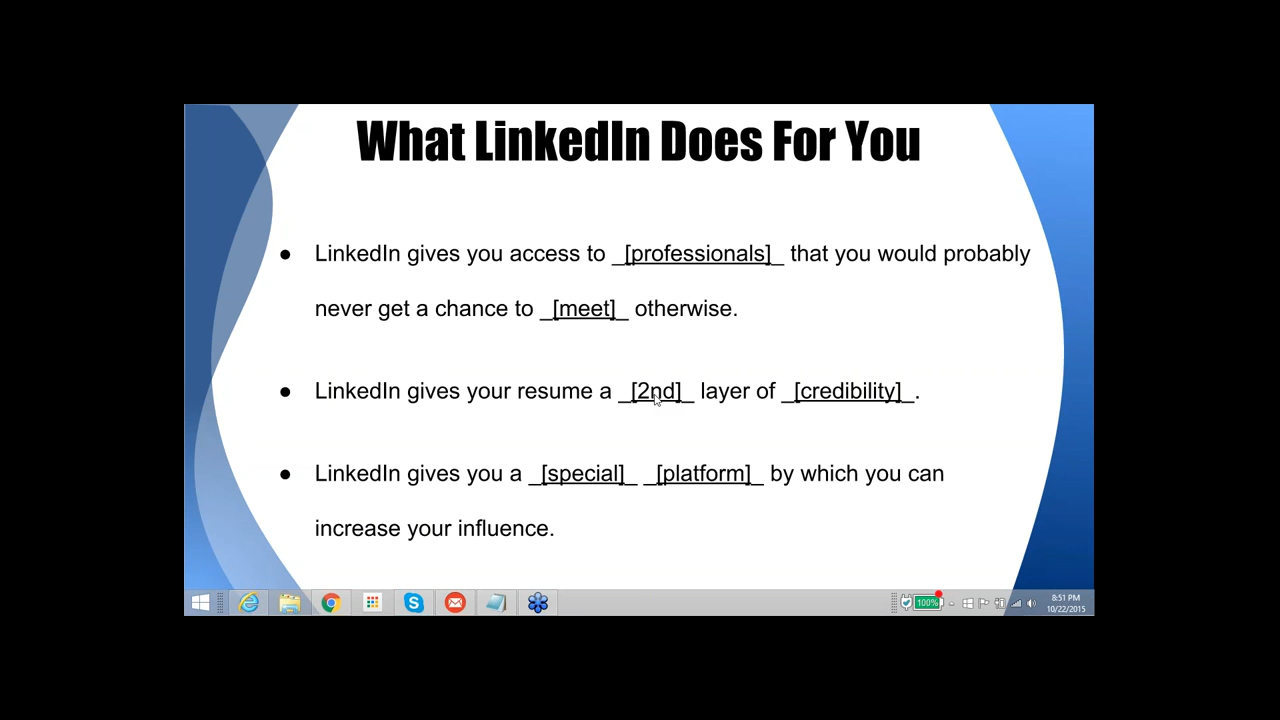 What LinkedIn Does For You
● LinkedIn gives you access to _[professionals]_ that you would probably
never get a chance to _[meet]_ otherwise.
● LinkedIn gives your resume a _[2nd]_ layer of _[credibility]_.
● LinkedIn gives you a _[special]_ _[platform]_ by which you can
increase your influence.
100%
8:51 PM
10/22/2015